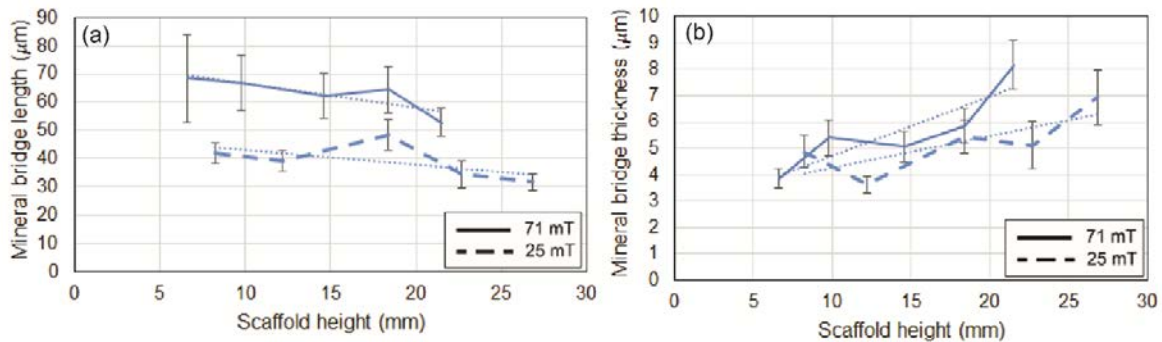 (a)
Mineral bridge length (μm)
90
80
70
60
50
40
30
20
10
0
0 5 10 15 20 25 30
Scaffold height (mm)
71 mT
25 mT
(b)
Mineral bridge thickness (μm)
10
9
8
7
6
5
4
3
2
1
0
0 5 10 15 20 25 30
Scaffold height (mm)
71 mT
25 mT